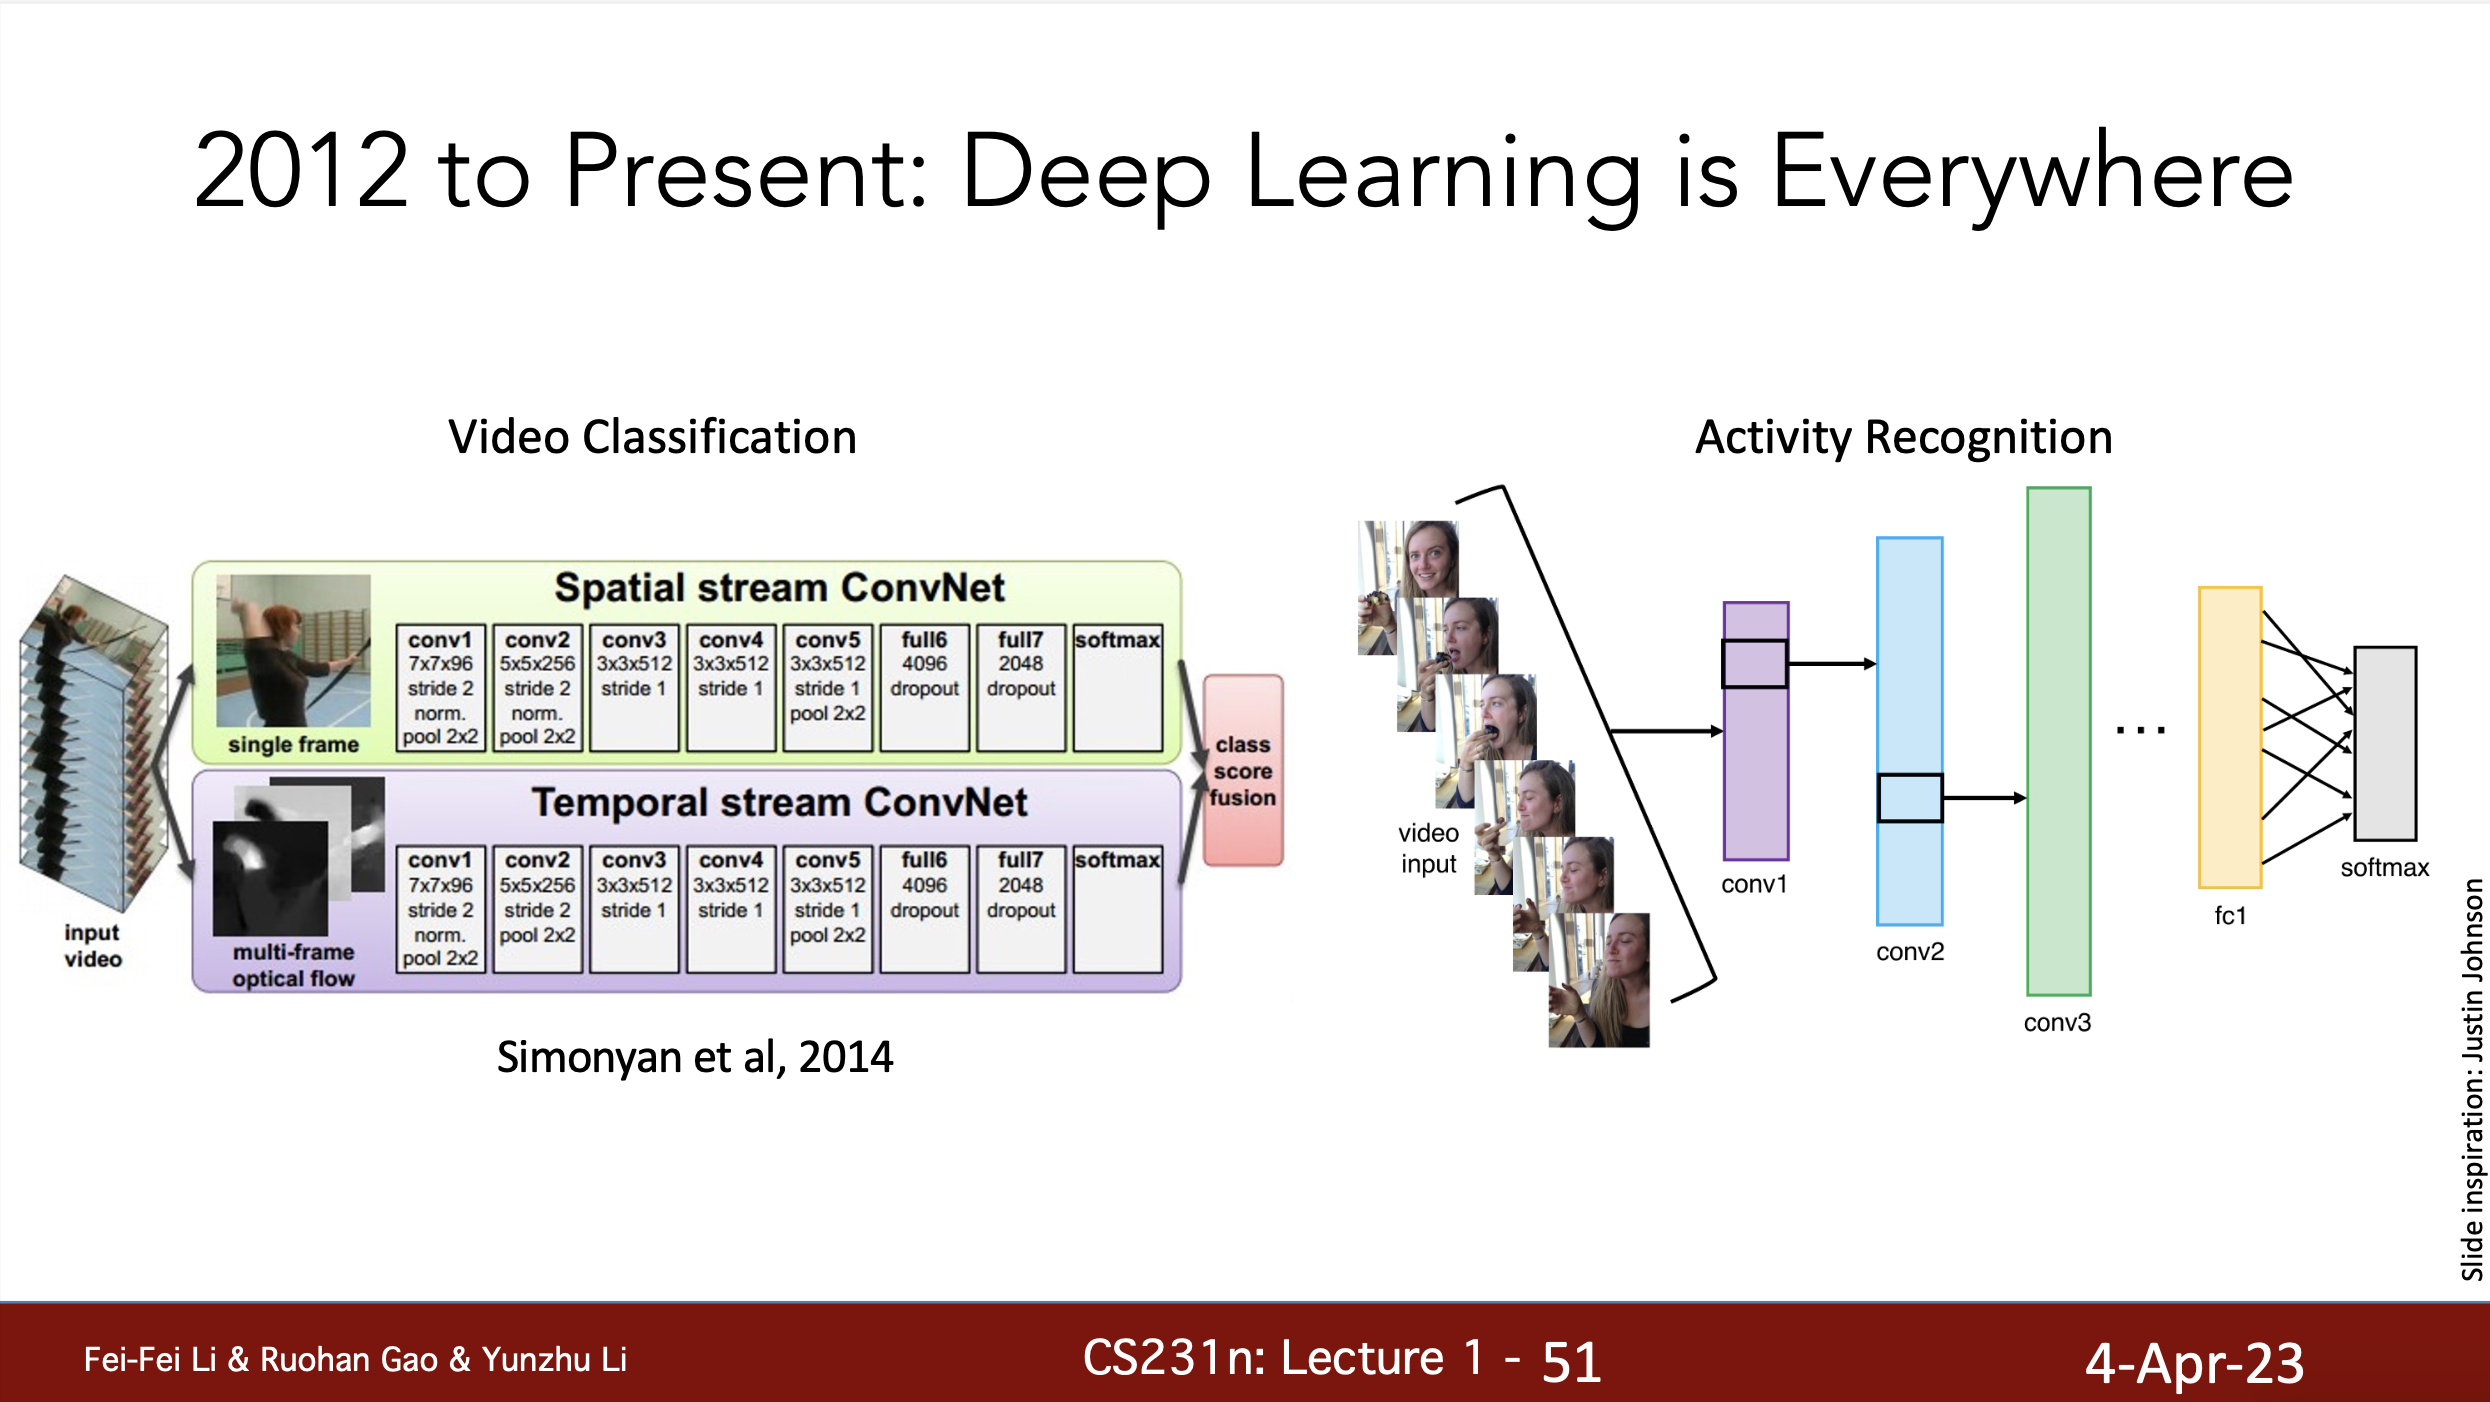 2012 to Present: Deep Learning is Everywhere
Video Classification
Spatial stream ConvNet
conv1
7x7x96
stride 2
norm.
pool 2x2
conv2
5x5x256
stride 2
norm.
pool 2x2
conv3
3x3x512
stride 1
conv4
3x3x512
stride 1
conv5
3x3x512
stride 1
pool 2x2
full6
4096
dropout
full7
2048
dropout
softmax
single frame
Temporal stream ConvNet
conv1
7x7x96
stride 2
norm.
pool 2x2
conv2
5x5x256
stride 2
pool 2x2
conv3
3x3x512
stride 1
conv4
3x3x512
stride 1
conv5
3x3x512
stride 1
pool 2x2
full6
4096
dropout
full7
2048
dropout
softmax
multi-frame
optical flow
input
video
class
score
fusion
Simonyan et al, 2014
Activity Recognition
video
input
conv1
conv2
conv3
...
fc1
softmax
Slide inspiration: Justin Johnson
Fei-Fei Li & Ruohan Gao & Yunzhu Li
CS231n: Lecture 1 - 51
4-Apr-23